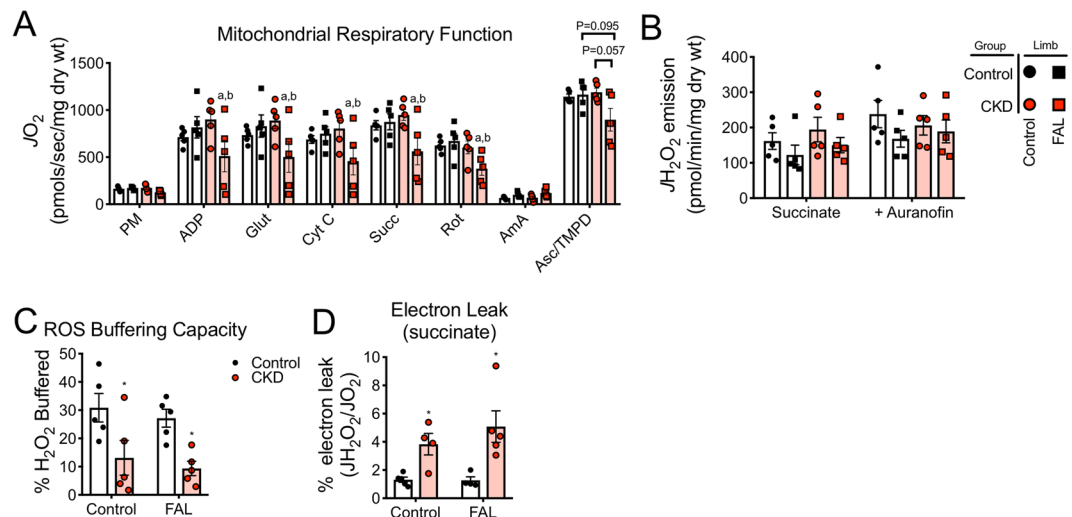 A
Mitochondrial Respiratory Function
P=0.095
P=0.057
JO2
(pmols/sec/mg dry wt)
1500
1000
500
0
a,b
a,b
a,b
a,b
a,b
PM
ADP
Glut
Cyt C
Succ
Rot
AmA
Asc/TMPD
B
JH2O2 emission
(pmol/min/mg dry wt)
400
300
200
100
0
Succinate
+ Auranofin
Group
Limb
Control
CKD
Control
FAL
C
ROS Buffering Capacity
% H2O2 Buffered
50
40
30
20
10
0
*
*
Control
FAL
Control
CKD
D
Electron Leak
(succinate)
% electron leak
(JH2O2/JO2)
10
8
6
4
2
0
*
*
Control
FAL